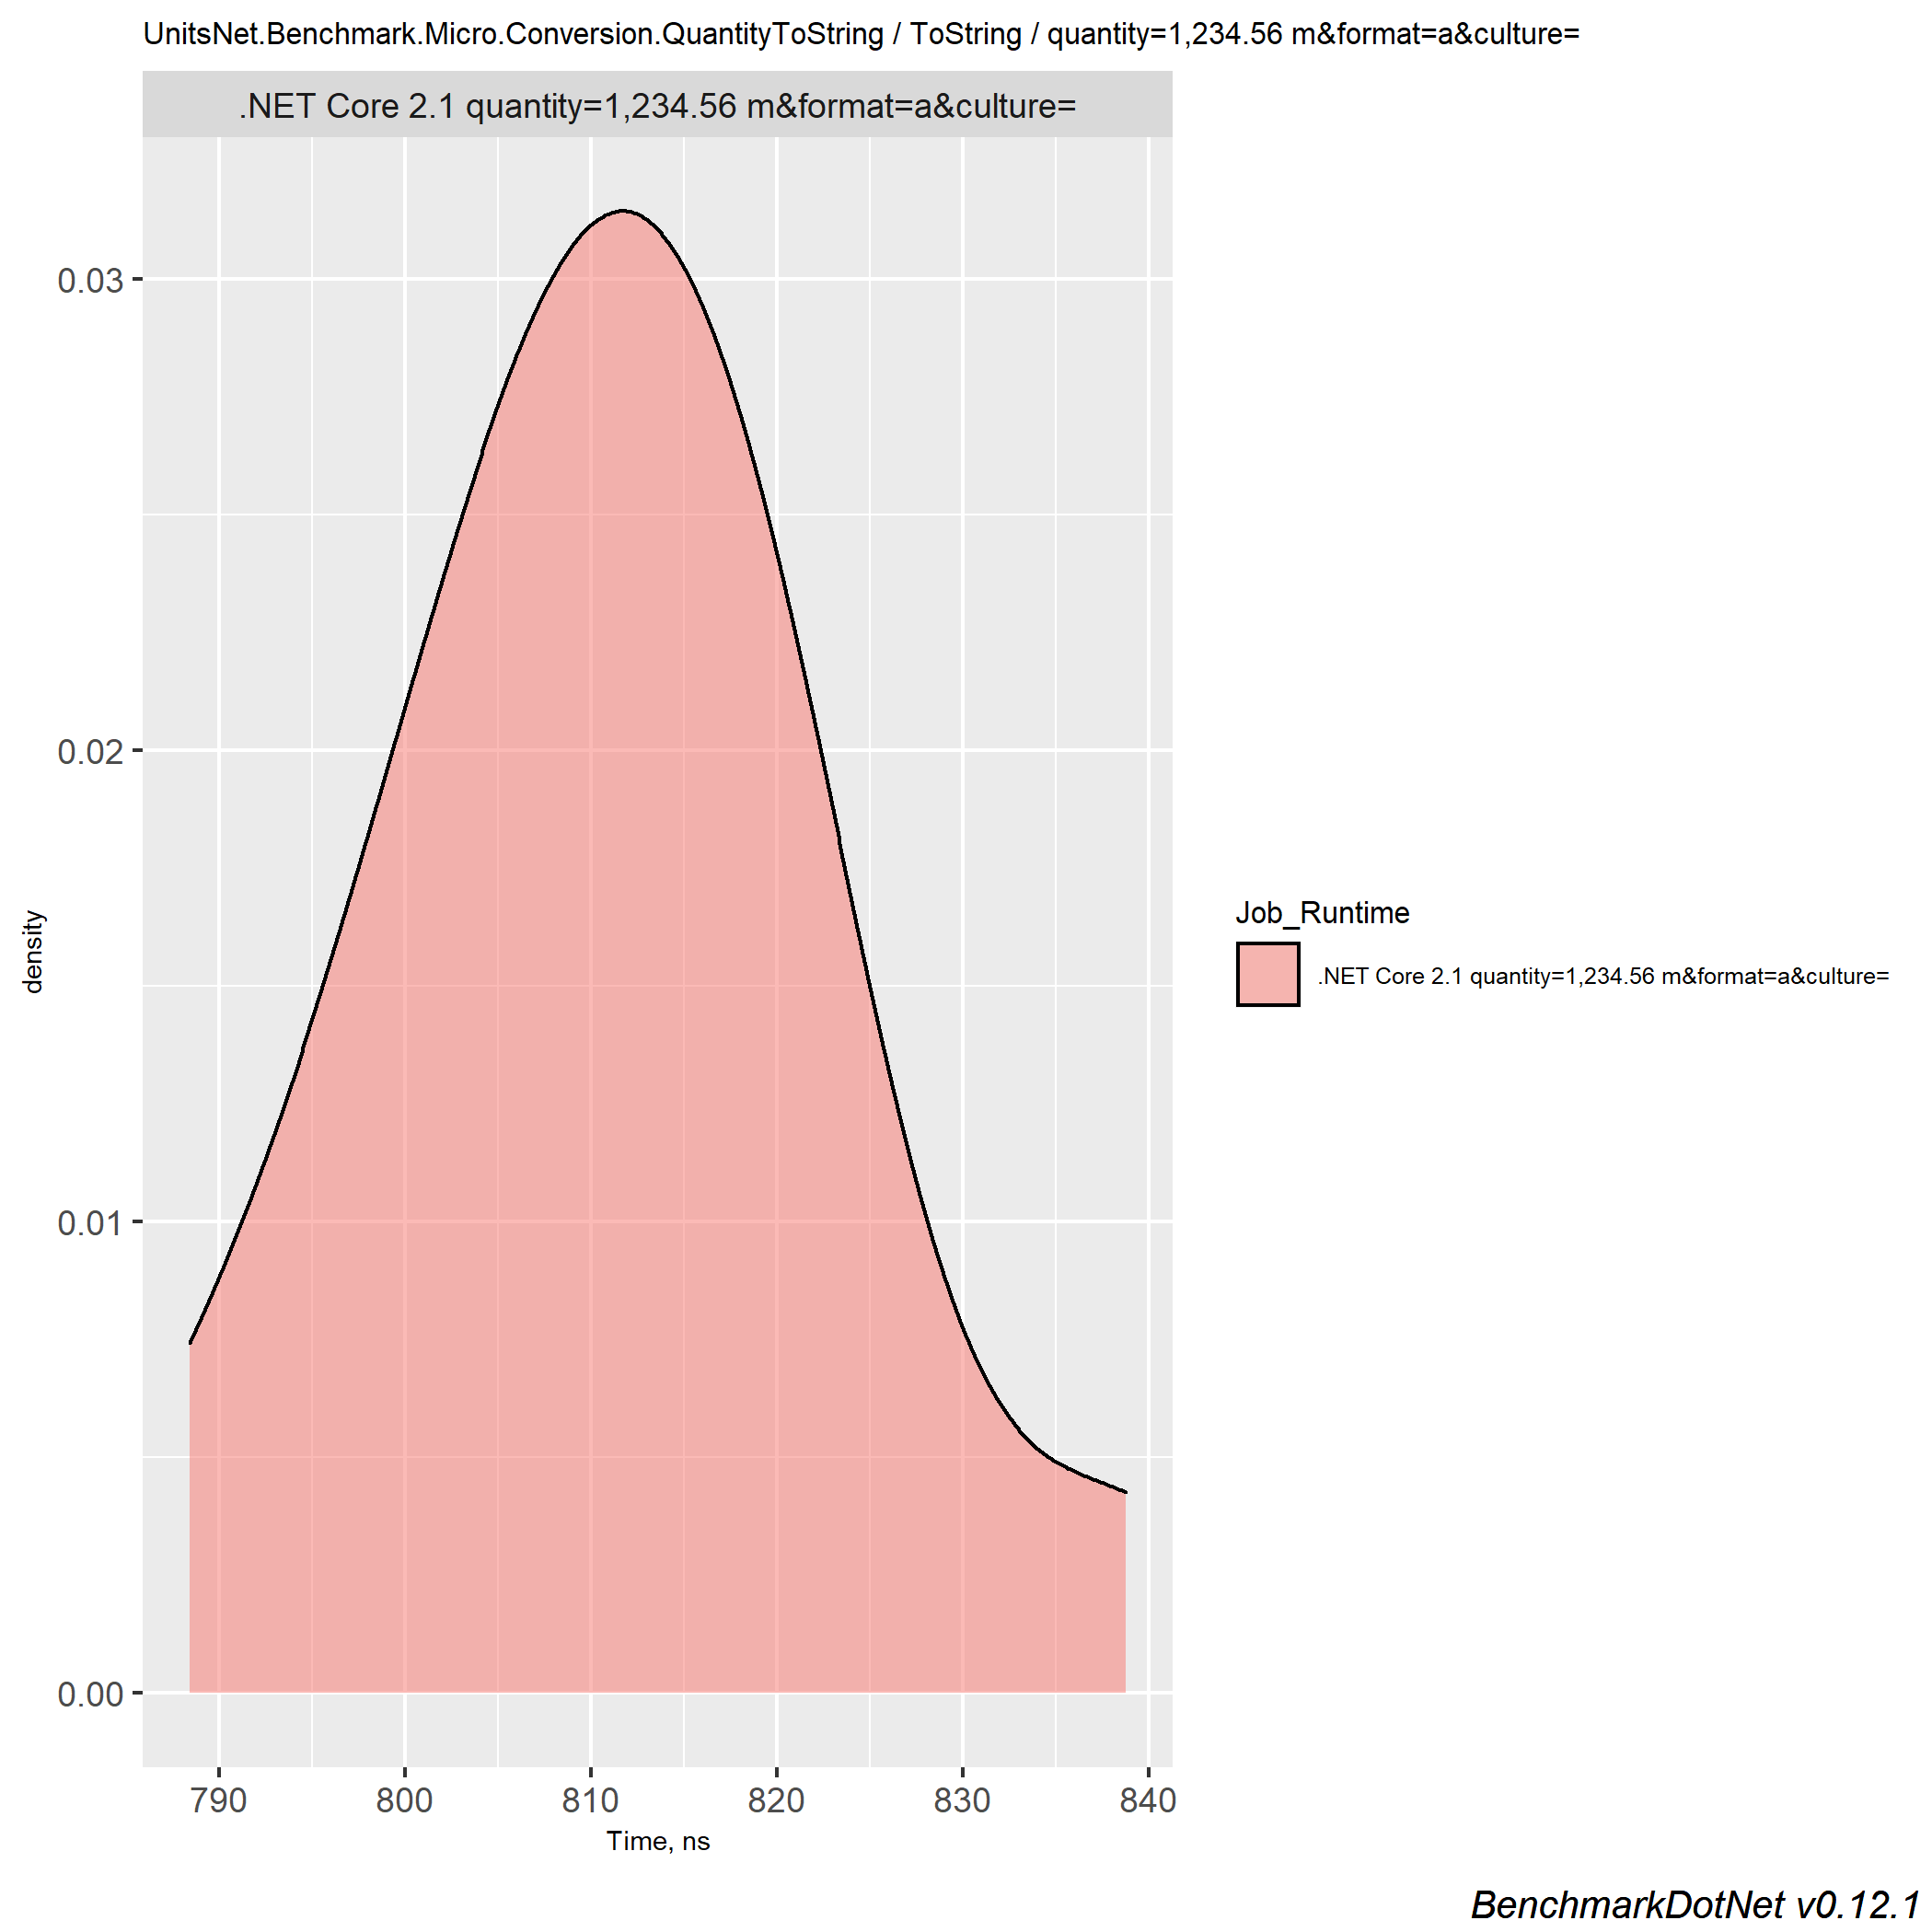 UnitsNet.Benchmark.Micro.Conversion.QuantityToString / ToString / quantity=1,234.56 m&format=a&culture=
.NET Core 2.1 quantity=1,234.56 m&format=a&culture=
0.03
0.02
0.01
0.00
density
790 800 810 820 830 840
Time, ns
Job_Runtime
.NET Core 2.1 quantity=1,234.56 m&format=a&culture=
BenchmarkDotNet v0.12.1